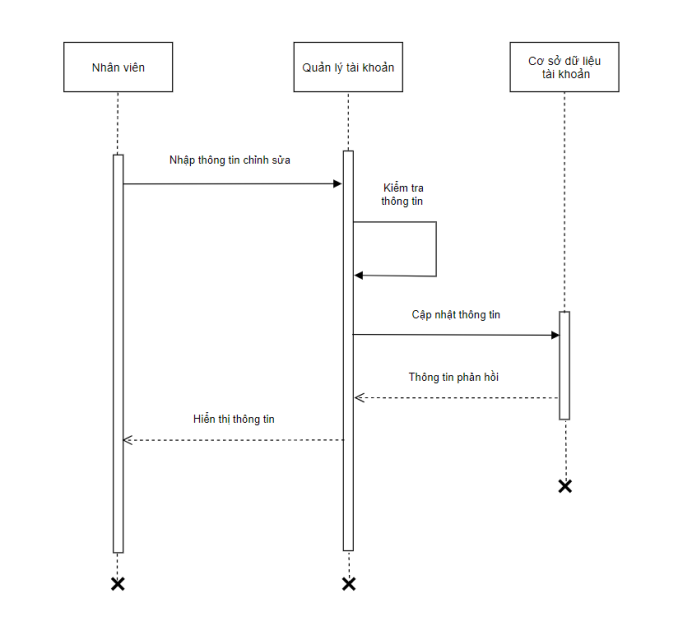 Nhân viên
Quản lý tài khoản
Cơ sở dữ liệu
tài khoản
Nhập thông tin chỉnh sửa
Kiểm tra
thông tin
Cập nhật thông tin
Thông tin phản hồi
Hiển thị thông tin